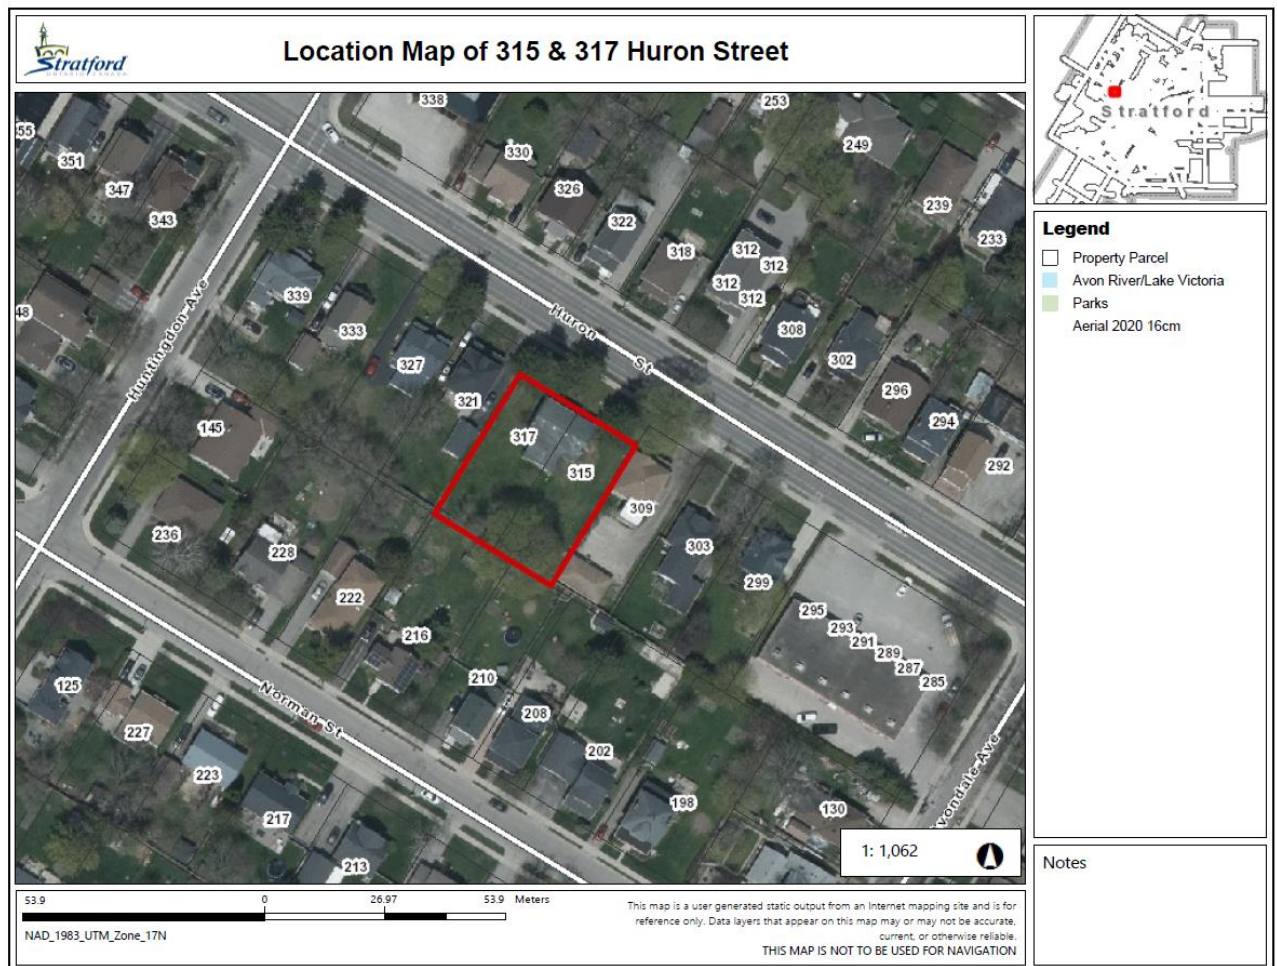 Stratford
ONTARIO CANADA
Location Map of 315 & 317 Huron Street
Stratford
338
253
355
351
330
249
347
326
343
322
239
318
312
312
312
312
233
339
333
327
321
308
302
296
294
292
48
Huntingdon Ave
Huron St
145
317
315
309
236
228
222
303
299
216
295
293
291
289
287
285
210
208
202
198
130
125
227
223
217
213
Norman St
Avondale Ave
1: 1,062
Legend
Property Parcel
Avon River/Lake Victoria
Parks
Aerial 2020 16cm
Notes
53.9 0 26.97 53.9 Meters
NAD_1983_UTM_Zone_17N
This map is a user generated static output from an Internet mapping site and is for
reference only. Data layers that appear on this map may or may not be accurate,
current, or otherwise reliable.
THIS MAP IS NOT TO BE USED FOR NAVIGATION